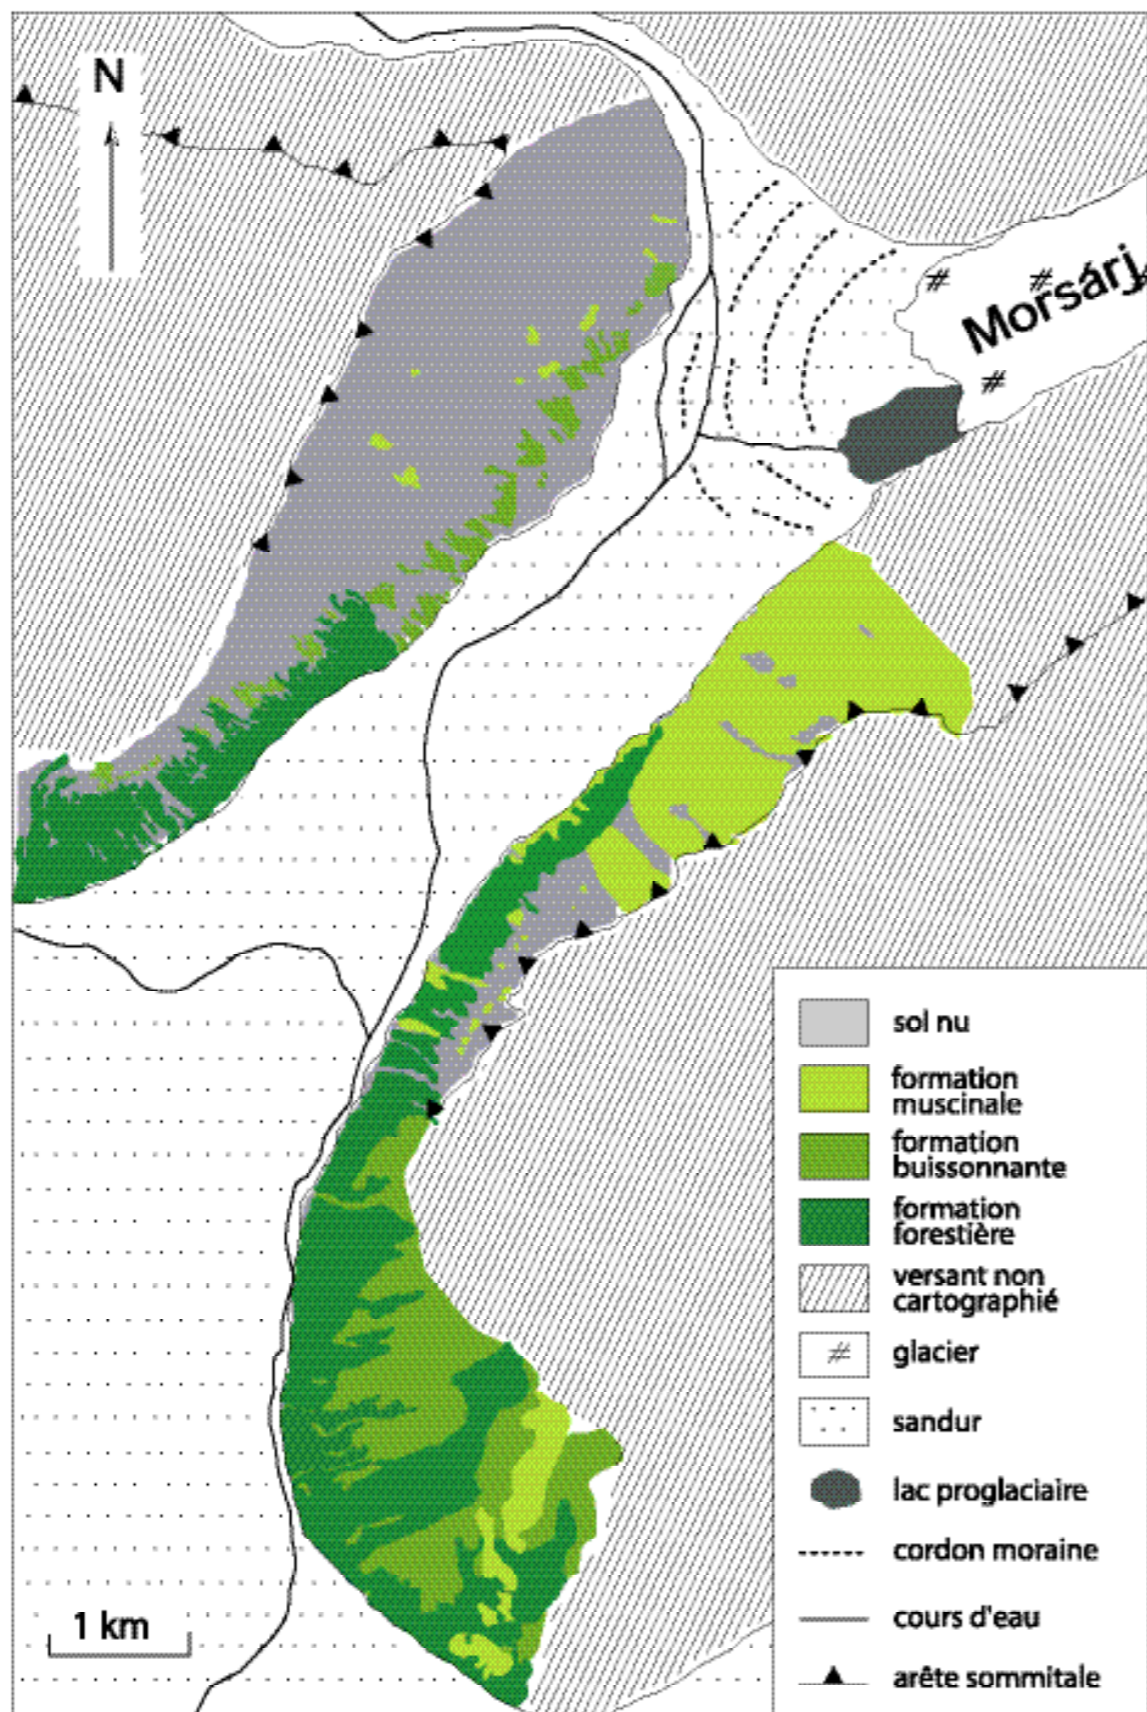 N
Morsárj
1 km
sol nu
formation
muscinale
formation
buissonnante
formation
forestière
versant non
cartographié
glacier
sandur
lac proglaciaire
cordon moraine
cours d'eau
arête sommitale